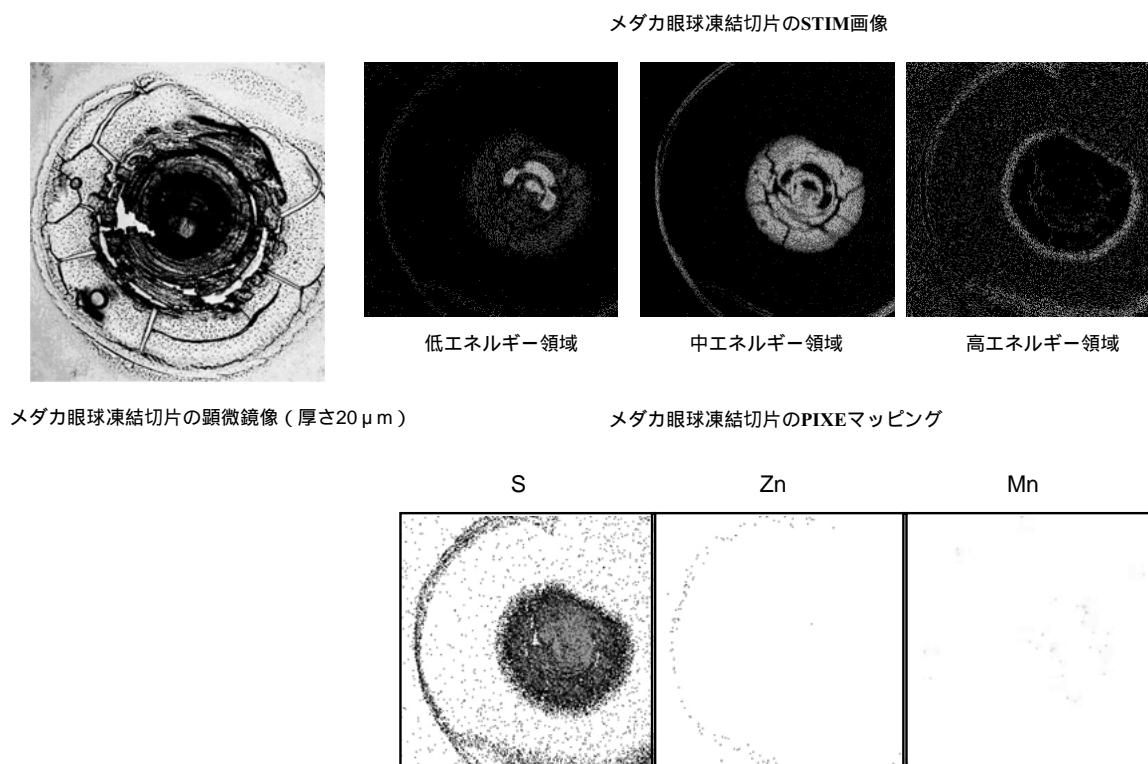 メダカ眼球凍結切片のSTIM画像
低エネルギー領域
中エネルギー領域
高エネルギー領域
メダカ眼球凍結切片の顕微鏡像（厚さ20μm）
メダカ眼球凍結切片のPIXEマッピング
S
Zn
Mn